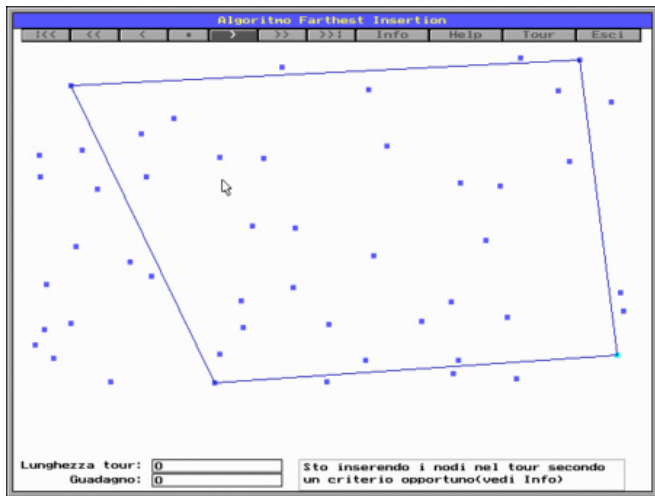 Algoritmo Farthest Insertion
:<< << < ▪ > >> >>: Info Help Tour Esci
Lunghezza tour: 0
Guadagno: 0
Sto inserendo i nodi nel tour secondo
un criterio opportuno(vedi Info)